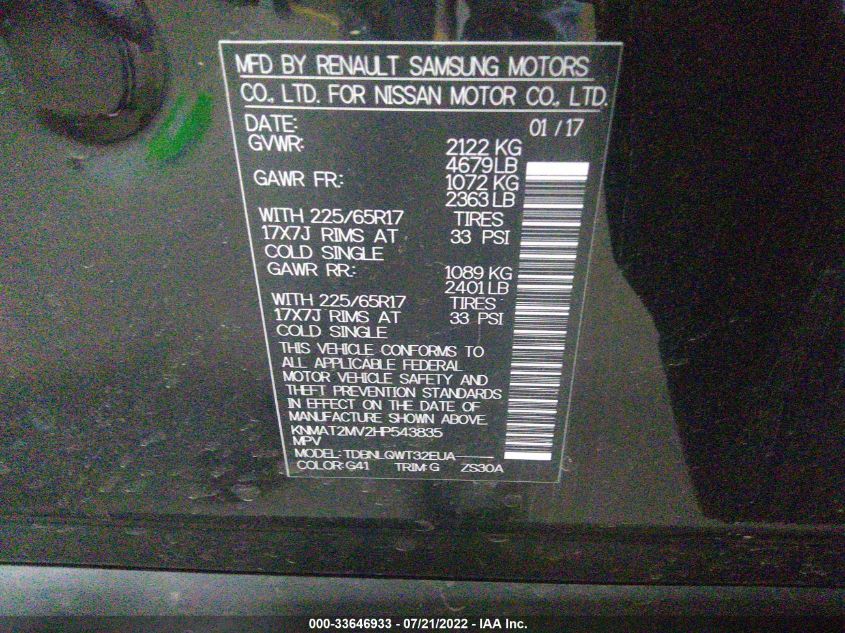 MFD BY RENAULT SAMSUNG MOTORS
CO., LTD. FOR NISSAN MOTOR CO., LTD.
DATE: 01 / 17
GVWR: 2122 KG
4679LB
GAWR FR: 1072 KG
2363 LB
WITH 225/65R17 TIRES
17X7J RIMS AT 33 PSI
COLD SINGLE
GAWR RR: 1089 KG
2401 LB
WITH 225/65R17 TIRES
17X7J RIMS AT 33 PSI
COLD SINGLE
THIS VEHICLE CONFORMS TO
ALL APPLICABLE FEDERAL
MOTOR VEHICLE SAFETY AND
THEFT PREVENTION STANDARDS
IN EFFECT ON THE DATE OF
MANUFACTURE SHOWN ABOVE.
KNMAT2MV2HP543835
MPV
MODEL: TDBNLQWT32EUA-----
COLOR: G41 TRIM: G ZS30A
000-33646933 - 07/21/2022 - IAA Inc.